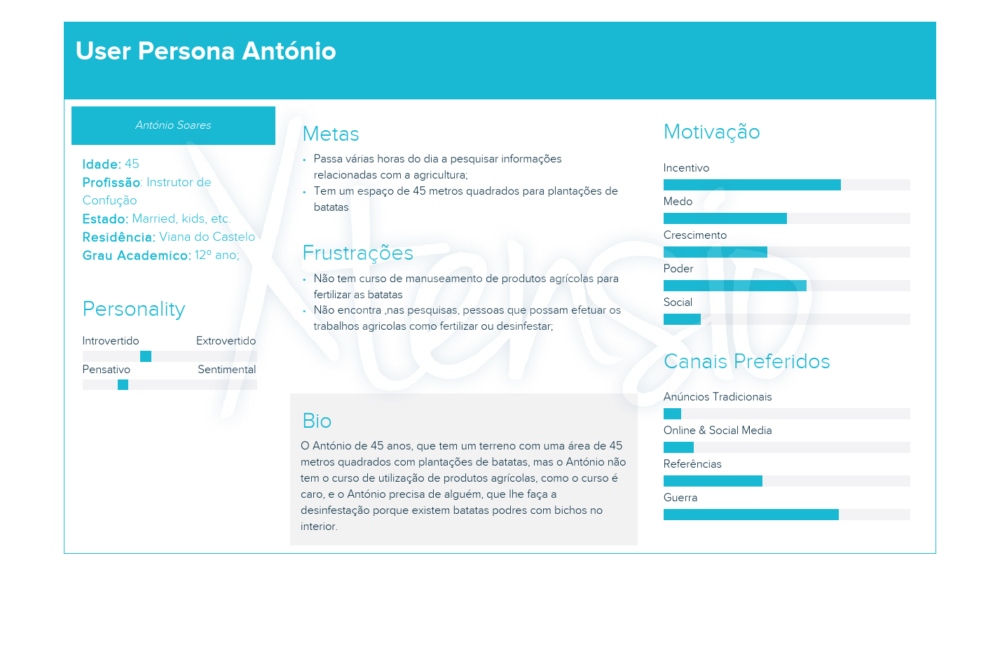 User Persona António
António Soares
Idade: 45
Profissão: Instrutor de
Confução
Estado: Married, kids, etc.
Residência: Viana do Castelo
Grau Academico: 12º ano;
Personality
Introvertido Extrovertido
Pensativo Sentimental
Metas
• Passa várias horas do dia a pesquisar informações
relacionadas com a agricultura;
• Tem um espaço de 45 metros quadrados para plantações de
batatas
Frustrações
• Não tem curso de manuseamento de produtos agrícolas para
fertilizar as batatas
• Não encontra ,nas pesquisas, pessoas que possam efetuar os
trabalhos agricolas como fertilizar ou desinfestar;
Bio
O António de 45 anos, que tem um terreno com uma área de 45
metros quadrados com plantações de batatas, mas o António não
tem o curso de utilização de produtos agrícolas, como o curso é
caro, e o António precisa de alguém, que lhe faça a
desinfestação porque existem batatas podres com bichos no
interior.
Motivação
Incentivo
Medo
Crescimento
Poder
Social
Canais Preferidos
Anúncios Tradicionais
Online & Social Media
Referências
Guerra
Xtensio